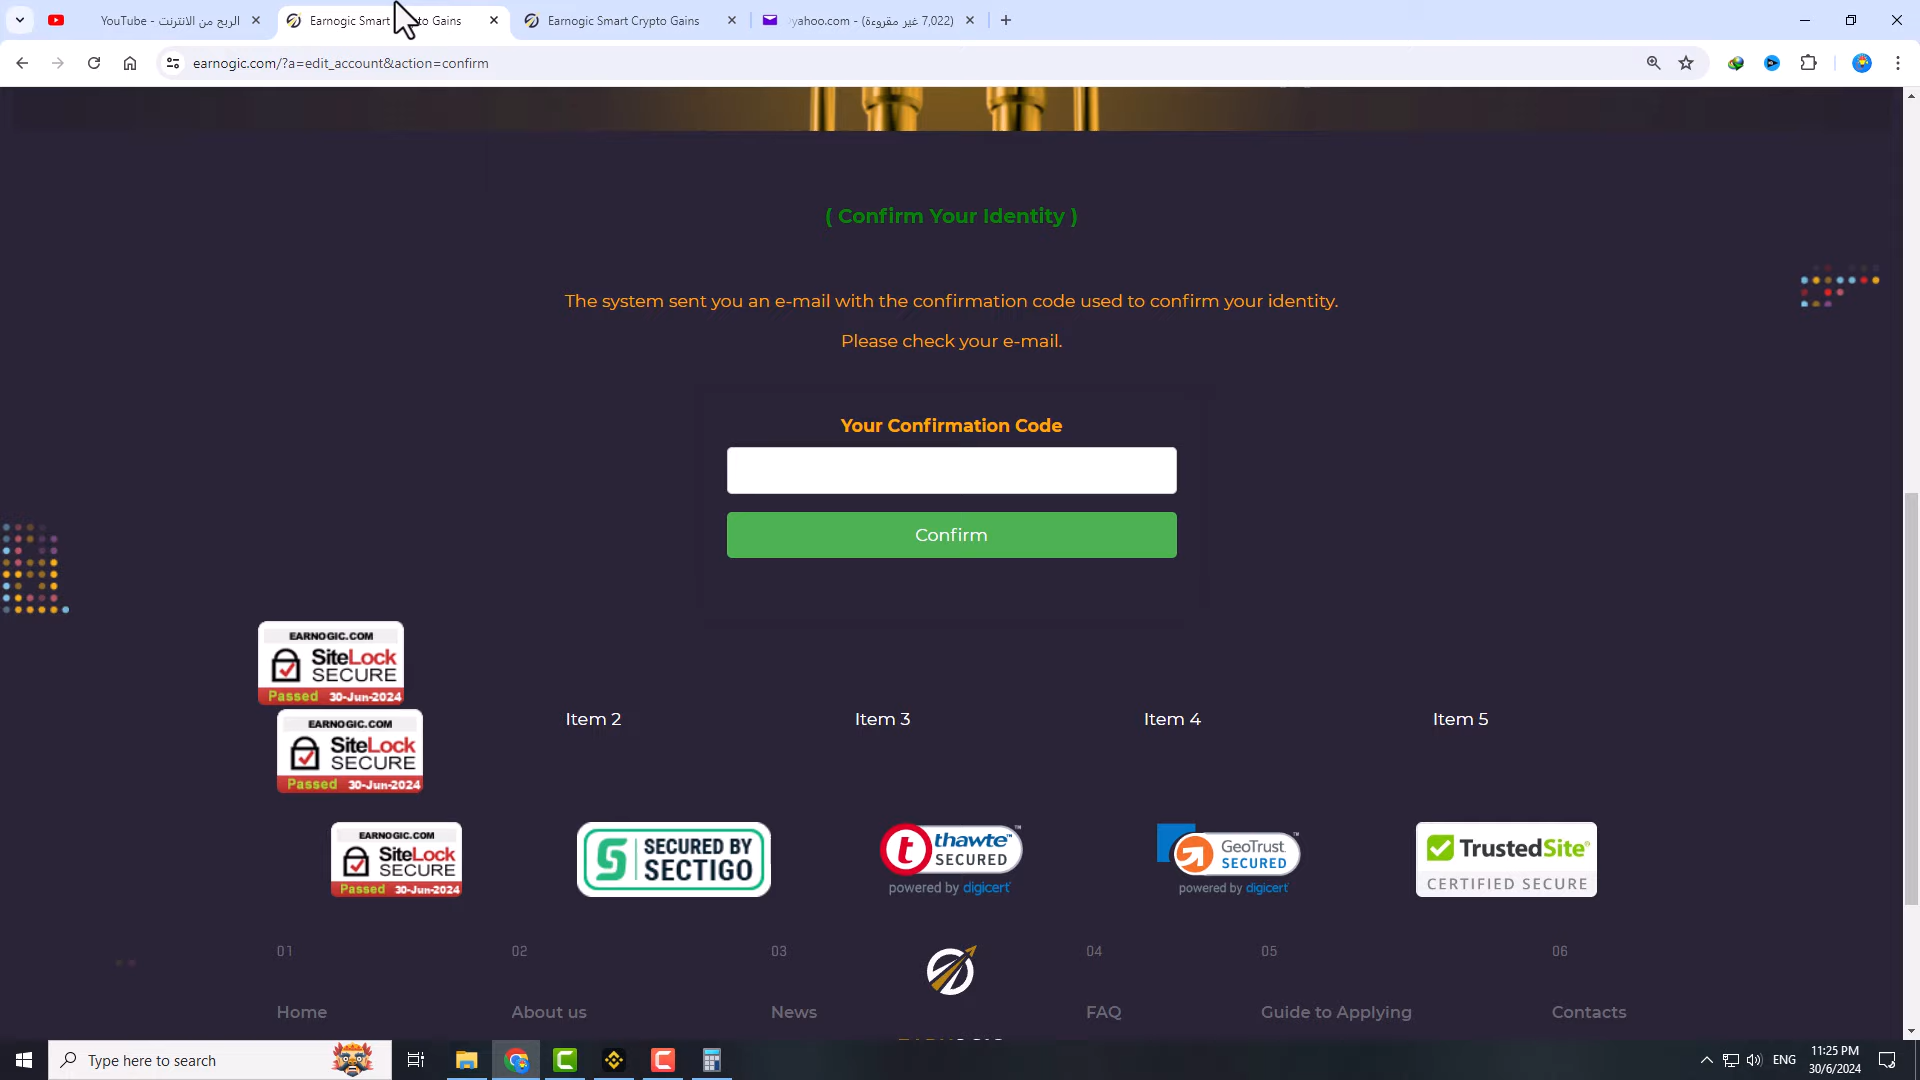 YouTube - الربح من الانترنت
Earnogic Smart
to Gains
Earnogic Smart Crypto Gains
yahoo.com - (7,022 غير مقروءة)
earnogic.com/?a=edit_account&action=confirm
( Confirm Your Identity )
The system sent you an e-mail with the confirmation code used to confirm your identity.
Please check your e-mail.
Your Confirmation Code
Confirm
EARNOGIC.COM
SiteLock
SECURE
Passed 30-Jun-2024
EARNOGIC.COM
SiteLock
SECURE
Passed 30-Jun-2024
Item 2
Item 3
Item 4
Item 5
EARNOGIC.COM
SiteLock
SECURE
Passed 30-Jun-2024
SECURED BY
SECTIGO
thawte™
SECURED
powered by digicert
GeoTrust™
SECURED
powered by digicert
TrustedSite®
CERTIFIED SECURE
01
02
03
04
05
06
Home
About us
News
FAQ
Guide to Applying
Contacts
Type here to search
ENG
11:25 PM
30/6/2024